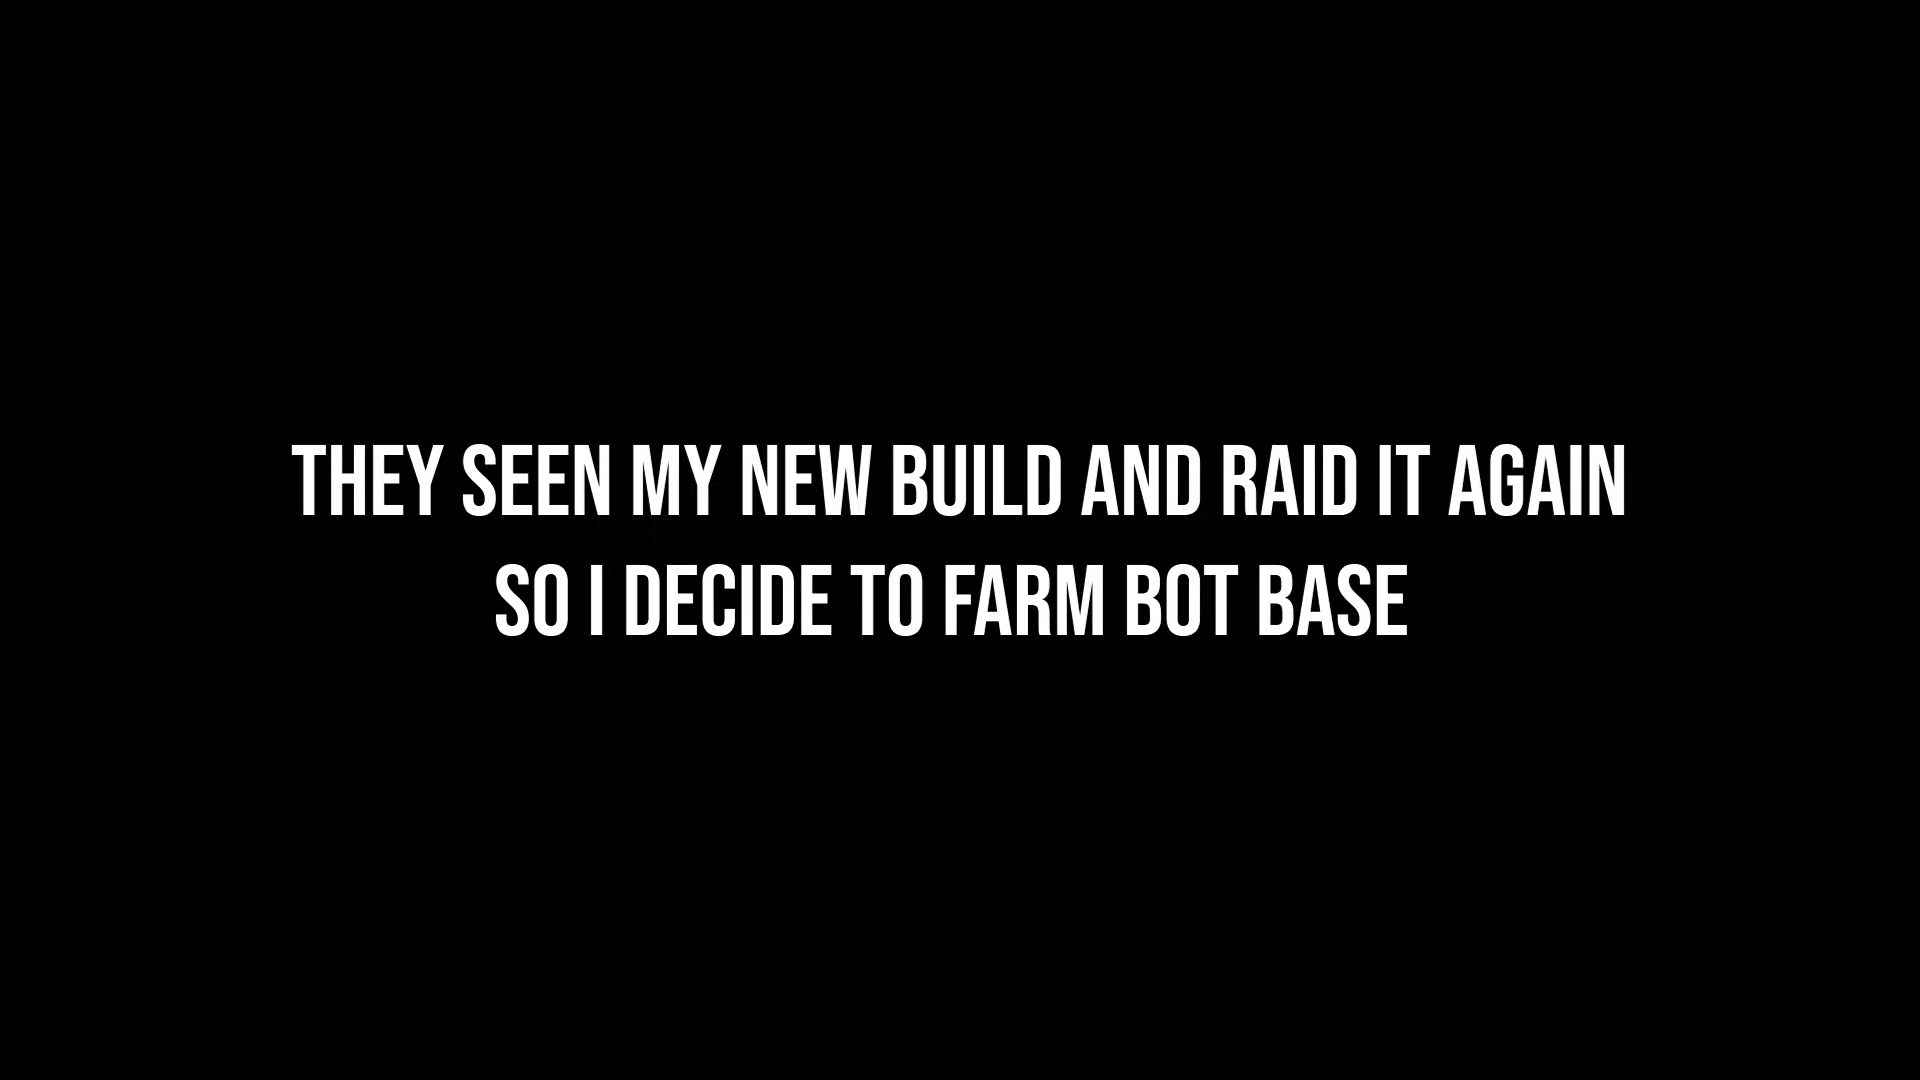 THEY SEEN MY NEW BUILD AND RAID IT AGAIN
SO I DECIDE TO FARM BOT BASE